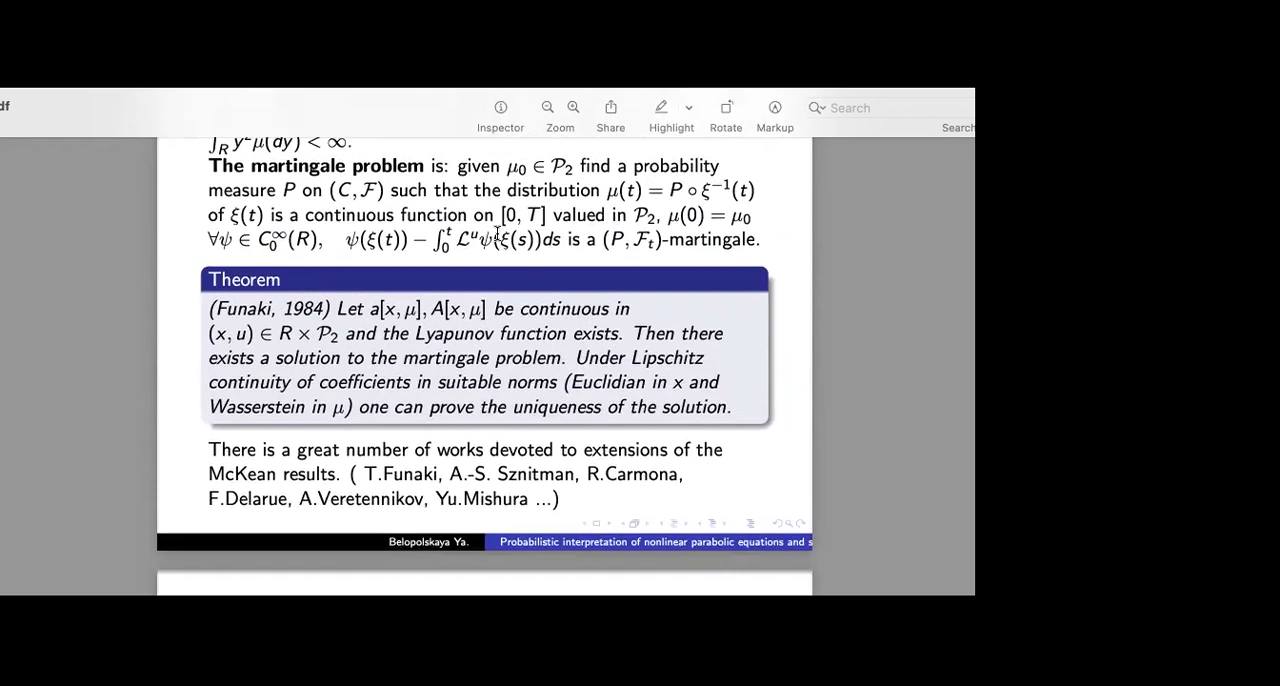 df
Search
Inspector Zoom Share Highlight Rotate Markup Search
∫_R y²μ(dy) < ∞.
The martingale problem is: given μ₀ ∈ 𝒫₂ find a probability
measure P on (C, ℱ) such that the distribution μ(t) = P ∘ ξ⁻¹(t)
of ξ(t) is a continuous function on [0, T] valued in 𝒫₂, μ(0) = μ₀
∀ψ ∈ C₀^∞(R), ψ(ξ(t)) − ∫₀ᵗ ℒᵘψ(ξ(s))ds is a (P, ℱₜ)-martingale.
Theorem
(Funaki, 1984) Let a[x, μ], A[x, μ] be continuous in
(x, u) ∈ R × 𝒫₂ and the Lyapunov function exists. Then there
exists a solution to the martingale problem. Under Lipschitz
continuity of coefficients in suitable norms (Euclidian in x and
Wasserstein in μ) one can prove the uniqueness of the solution.
There is a great number of works devoted to extensions of the
McKean results. ( T.Funaki, A.-S. Sznitman, R.Carmona,
F.Delarue, A.Veretennikov, Yu.Mishura ...)
Belopolskaya Ya. Probabilistic interpretation of nonlinear parabolic equations and s